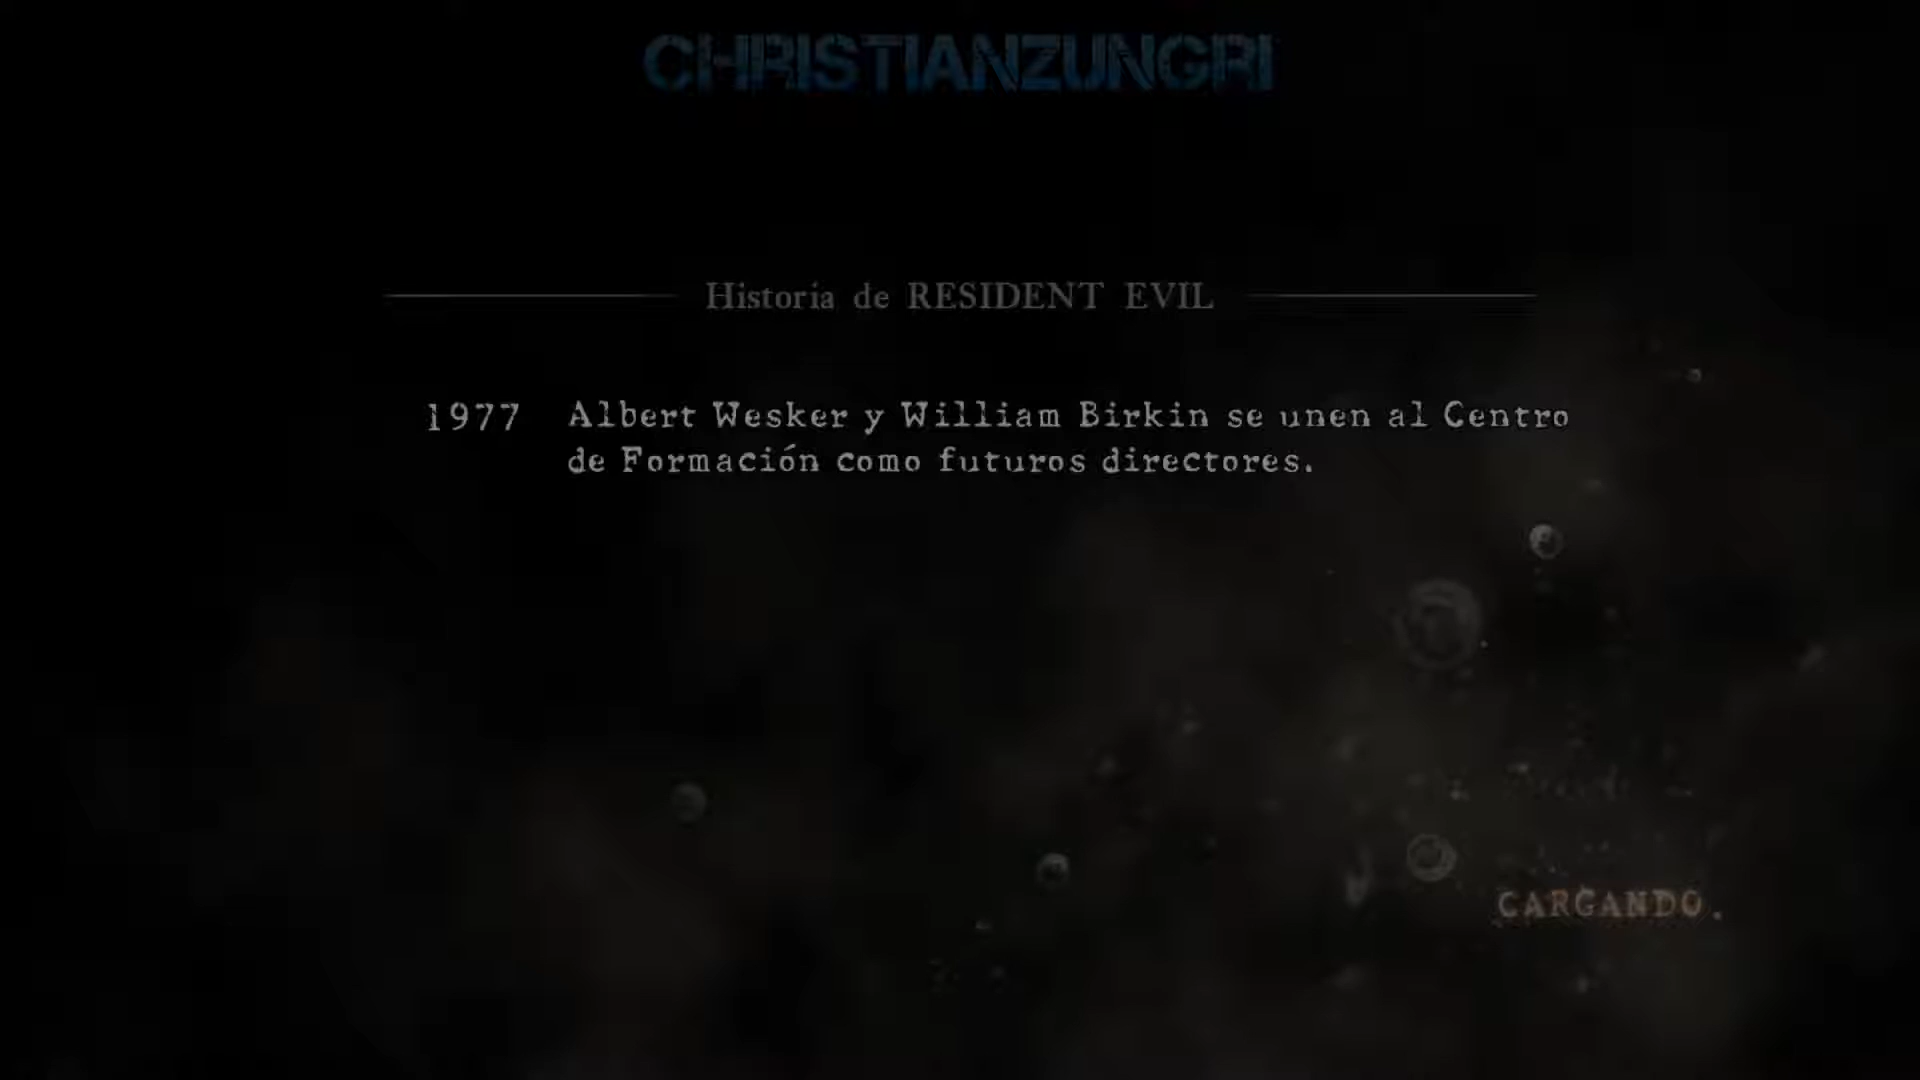 CHRISTIANZUNGRI
Historia de RESIDENT EVIL
1977 Albert Wesker y William Birkin se unen al Centro
de Formación como futuros directores.
CARGANDO.